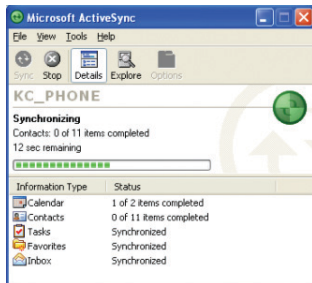 Microsoft ActiveSync
File View Tools Help
Sync Stop Details Explore Options
KC_PHONE
Synchronizing
Contacts: 0 of 11 items completed
12 sec remaining
Information Type Status
Calendar 1 of 2 items completed
Contacts 0 of 11 items completed
Tasks Synchronized
Favorites Synchronized
Inbox Synchronized